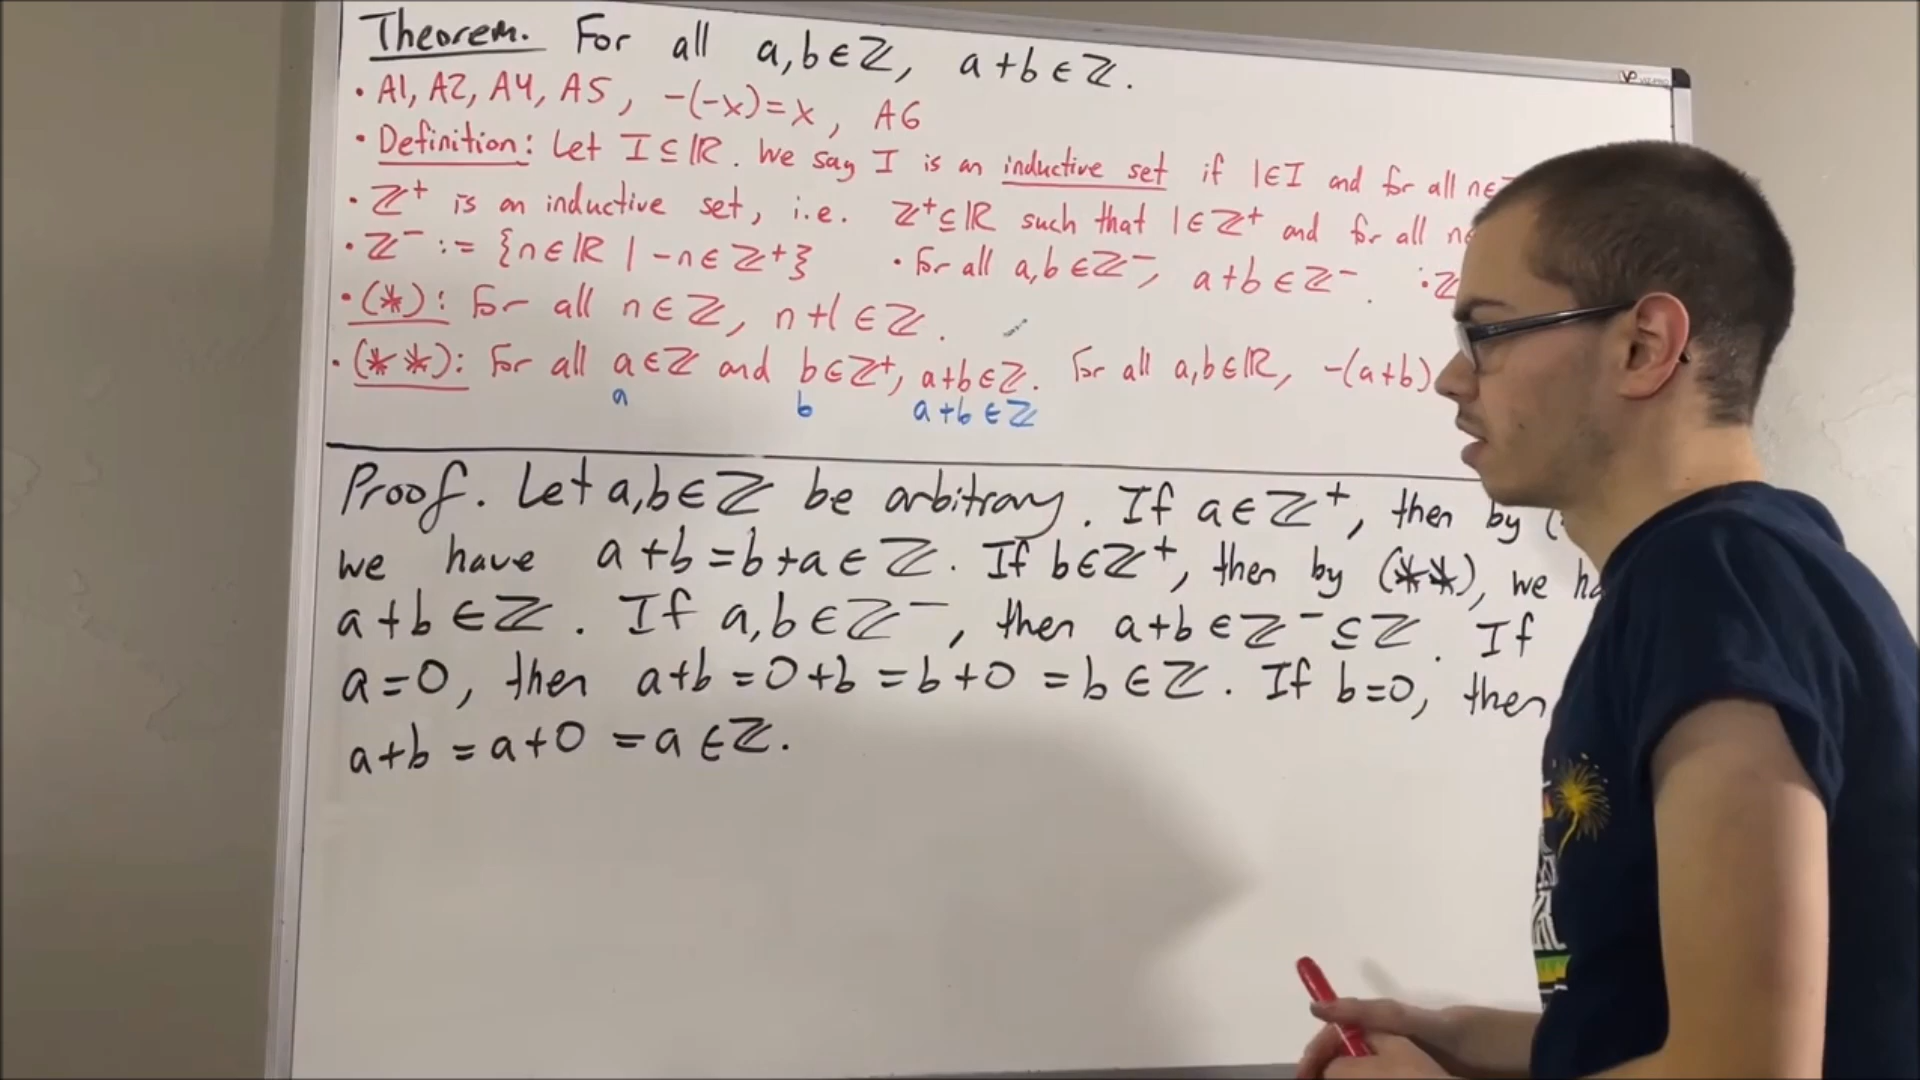 Theorem. For all a,b∈ℤ, a+b∈ℤ.
• A1, A2, A4, A5, -(-x)=x, A6
• Definition: Let I⊆ℝ. We say I is an inductive set if 1∈I and for all n∈
• ℤ⁺ is an inductive set, i.e. ℤ⁺⊆ℝ such that 1∈ℤ⁺ and for all n
• ℤ⁻ := {n∈ℝ | -n∈ℤ⁺} • For all a,b∈ℤ⁻, a+b∈ℤ⁻. •ℤ
• (*): For all n∈ℤ, n+1∈ℤ.
• (**): For all a∈ℤ and b∈ℤ⁺, a+b∈ℤ. For all a,b∈ℝ, -(a+b)
a b a+b∈ℤ
Proof. Let a,b∈ℤ be arbitrary. If a∈ℤ⁺, then by (
we have a+b=b+a∈ℤ. If b∈ℤ⁺, then by (**), we ha
a+b∈ℤ. If a,b∈ℤ⁻, then a+b∈ℤ⁻⊆ℤ. If
a=0, then a+b=0+b=b+0=b∈ℤ. If b=0, then
a+b=a+0=a∈ℤ.